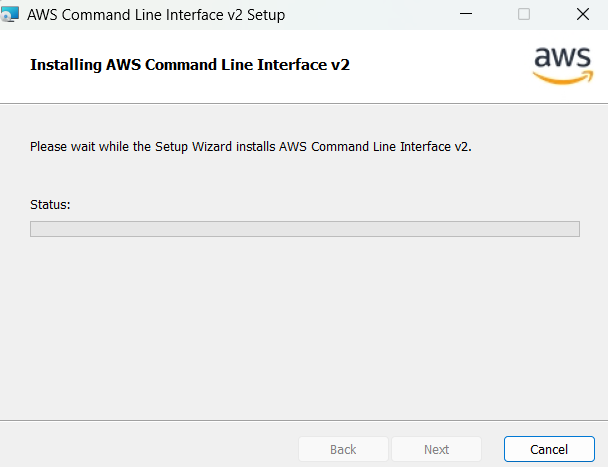 AWS Command Line Interface v2 Setup
Installing AWS Command Line Interface v2
aws
Please wait while the Setup Wizard installs AWS Command Line Interface v2.
Status:
Back
Next
Cancel